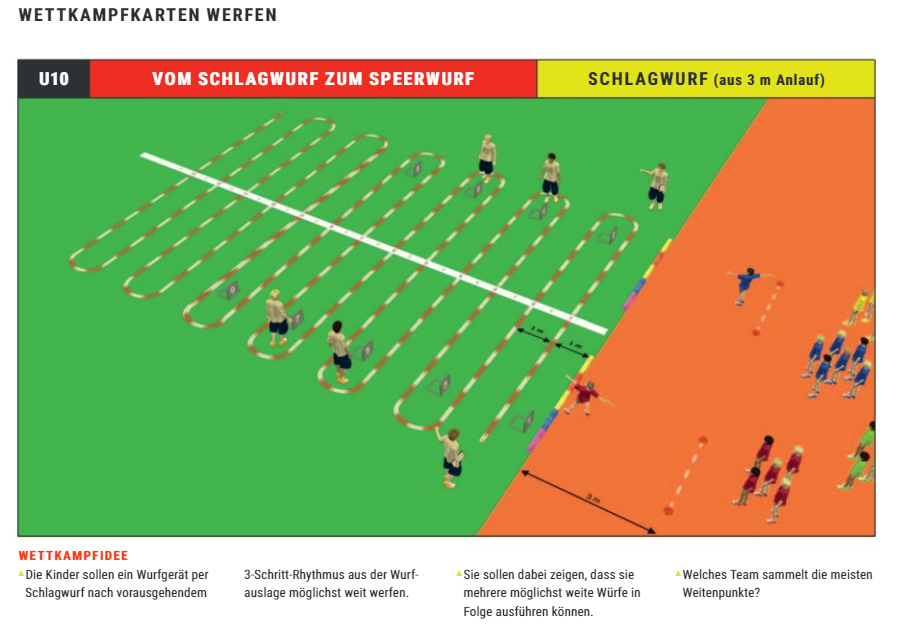 WETTKAMPFKARTEN WERFEN
U10
VOM SCHLAGWURF ZUM SPEERWURF
SCHLAGWURF (aus 3 m Anlauf)
1 m
1 m
3 m
WETTKAMPFIDEE
Die Kinder sollen ein Wurfgerät per
Schlagwurf nach vorausgehendem
3-Schritt-Rhythmus aus der Wurf-
auslage möglichst weit werfen.
Sie sollen dabei zeigen, dass sie
mehrere möglichst weite Würfe in
Folge ausführen können.
Welches Team sammelt die meisten
Weitenpunkte?